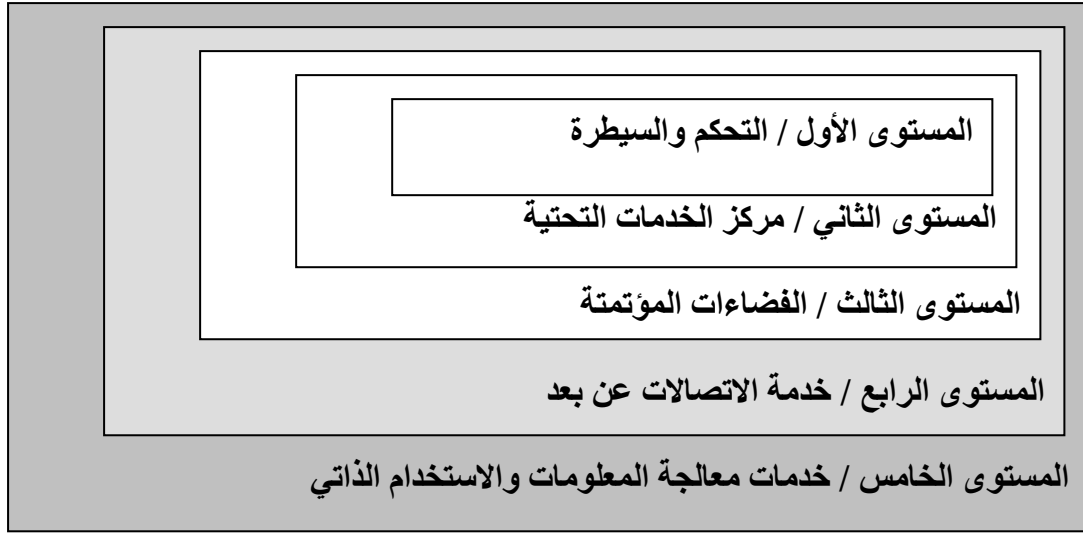 المستوى الأول / التحكم والسيطرة
المستوى الثاني / مركز الخدمات التحتية
المستوى الثالث / الفضاءات المؤتمتة
المستوى الرابع / خدمة الاتصالات عن بعد
المستوى الخامس / خدمات معالجة المعلومات والاستخدام الذاتي